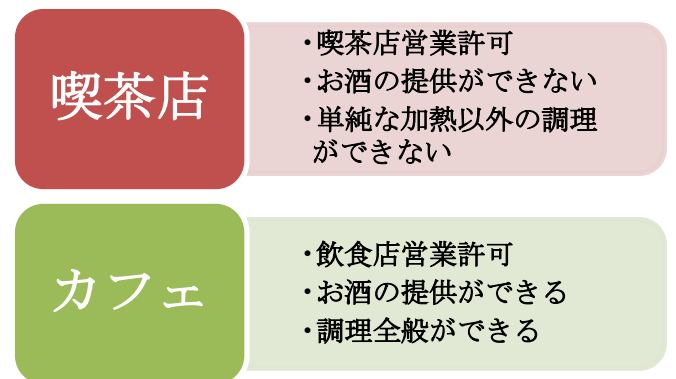 喫茶店
・喫茶店営業許可
・お酒の提供ができない
・単純な加熱以外の調理
ができない
カフェ
・飲食店営業許可
・お酒の提供ができる
・調理全般ができる